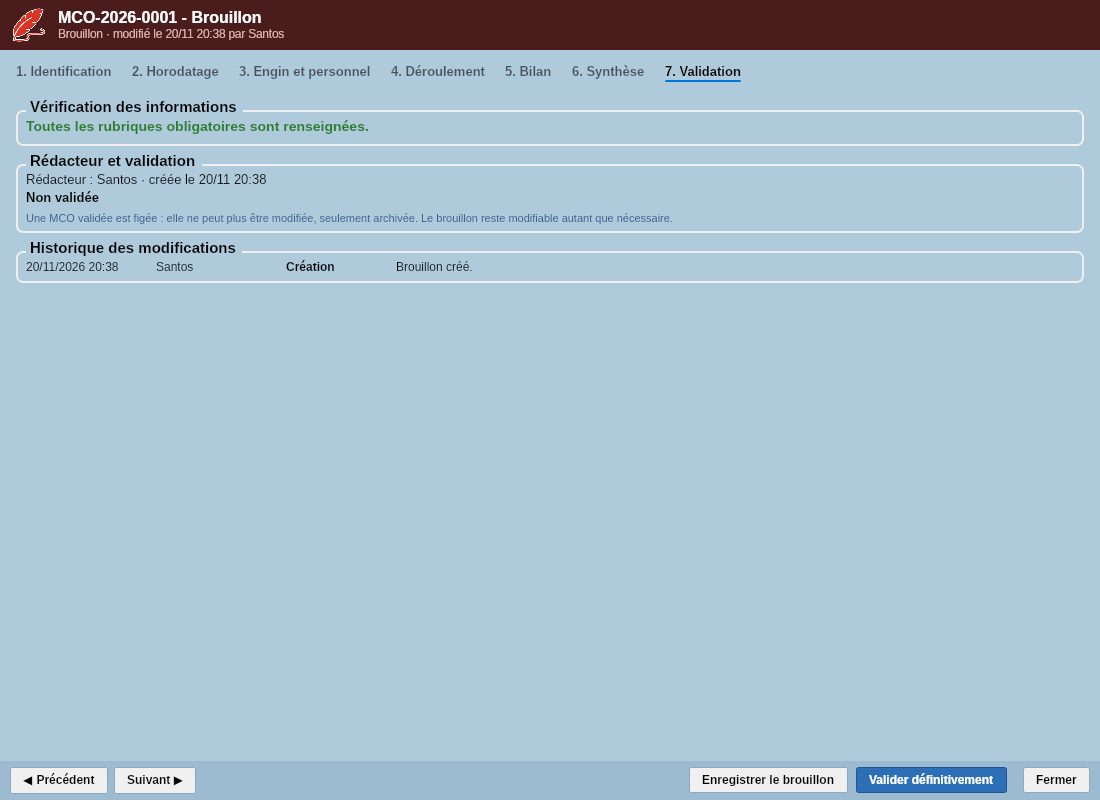 MCO-2026-0001 - Brouillon
Brouillon · modifié le 20/11 20:38 par Santos
1. Identification 2. Horodatage 3. Engin et personnel 4. Déroulement 5. Bilan 6. Synthèse 7. Validation
Vérification des informations
Toutes les rubriques obligatoires sont renseignées.
Rédacteur et validation
Rédacteur : Santos · créée le 20/11 20:38
Non validée
Une MCO validée est figée : elle ne peut plus être modifiée, seulement archivée. Le brouillon reste modifiable autant que nécessaire.
Historique des modifications
20/11/2026 20:38 Santos Création Brouillon créé.
◀ Précédent Suivant ▶ Enregistrer le brouillon Valider définitivement Fermer